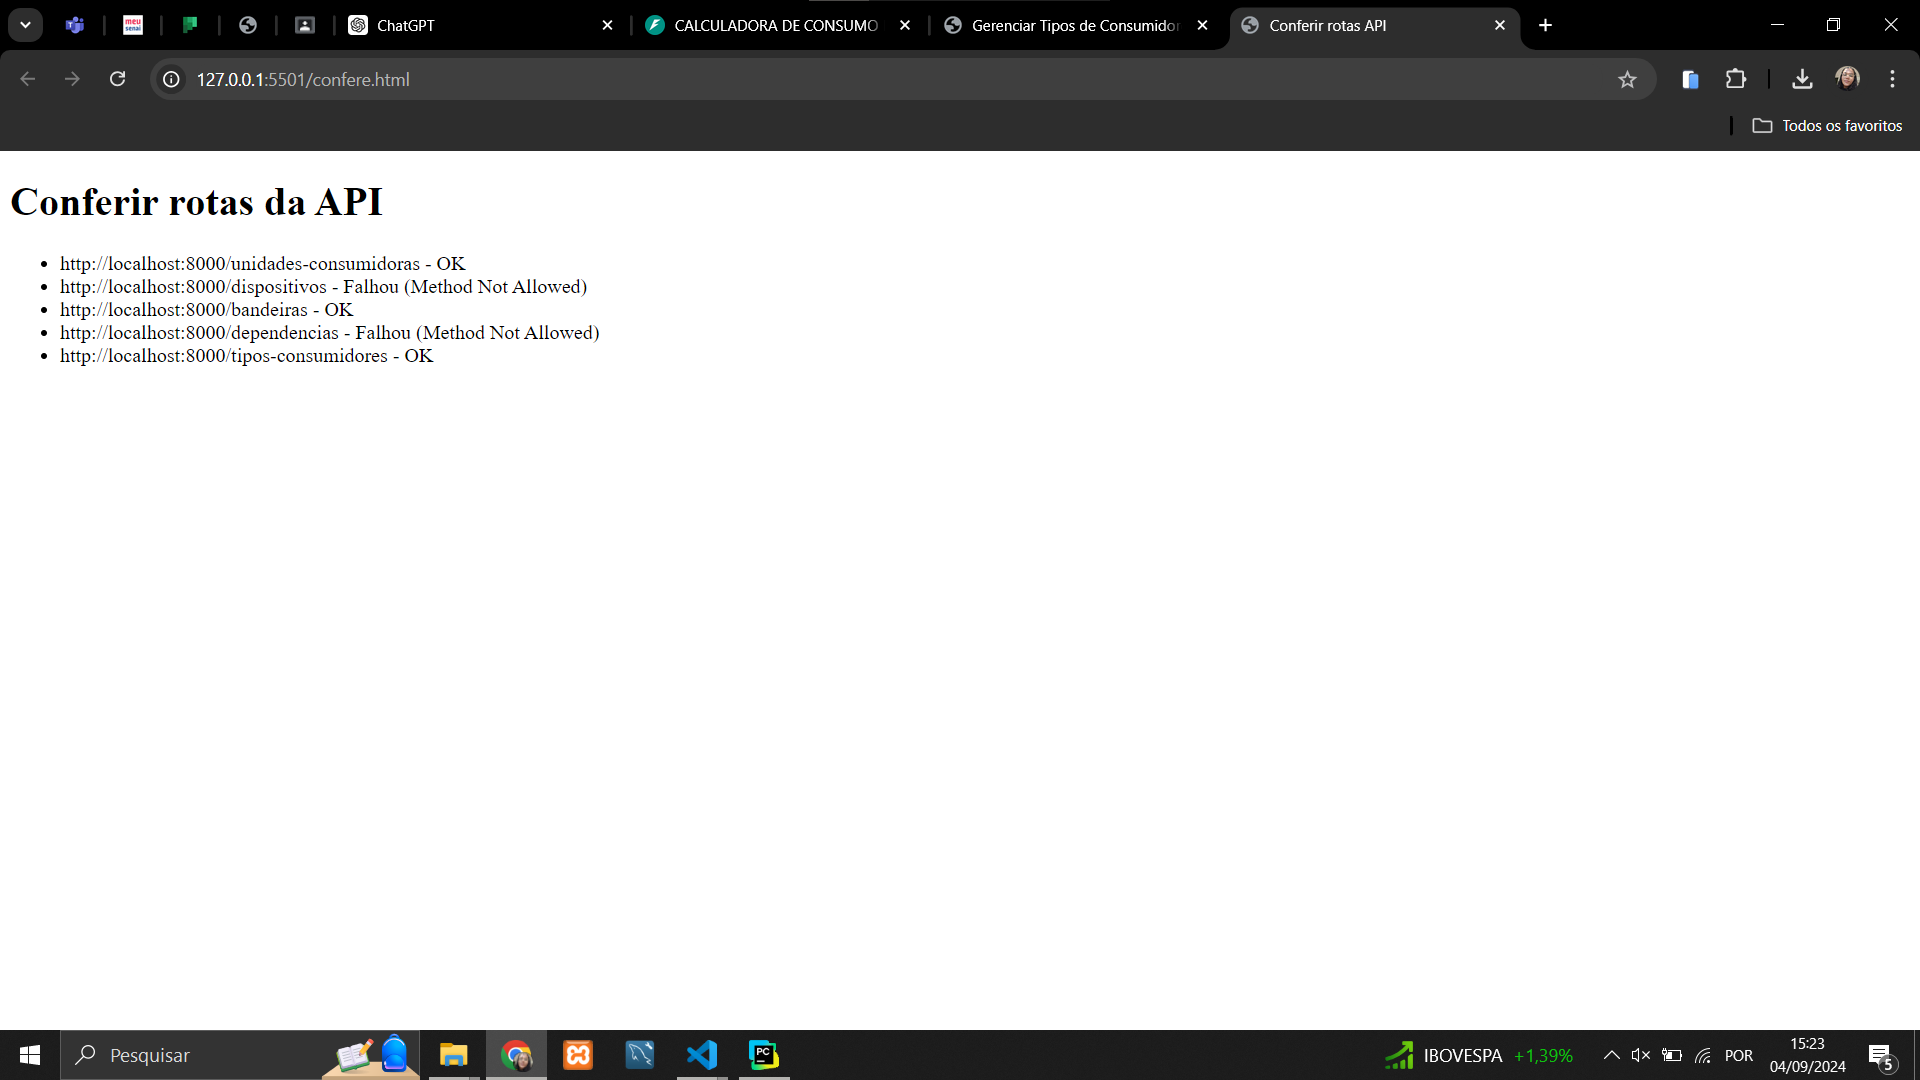 meu
senai
ChatGPT
CALCULADORA DE CONSUMO
Gerenciar Tipos de Consumidor
Conferir rotas API
127.0.0.1:5501/confere.html
Todos os favoritos
Conferir rotas da API
http://localhost:8000/unidades-consumidoras - OK
http://localhost:8000/dispositivos - Falhou (Method Not Allowed)
http://localhost:8000/bandeiras - OK
http://localhost:8000/dependencias - Falhou (Method Not Allowed)
http://localhost:8000/tipos-consumidores - OK
Pesquisar
PC
IBOVESPA +1,39%
POR
15:23
04/09/2024
5